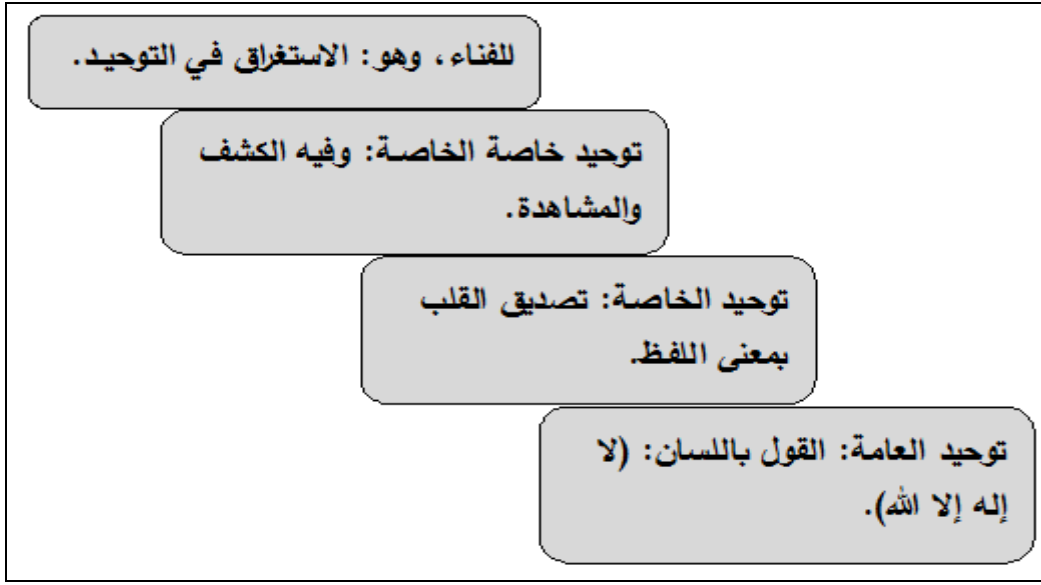 للفناء، وهو: الاستغراق في التوحيد.
توحيد خاصة الخاصة: وفيه الكشف
والمشاهدة.
توحيد الخاصة: تصديق القلب
بمعنى اللفظ.
توحيد العامة: القول باللسان: (لا
إله إلا الله).